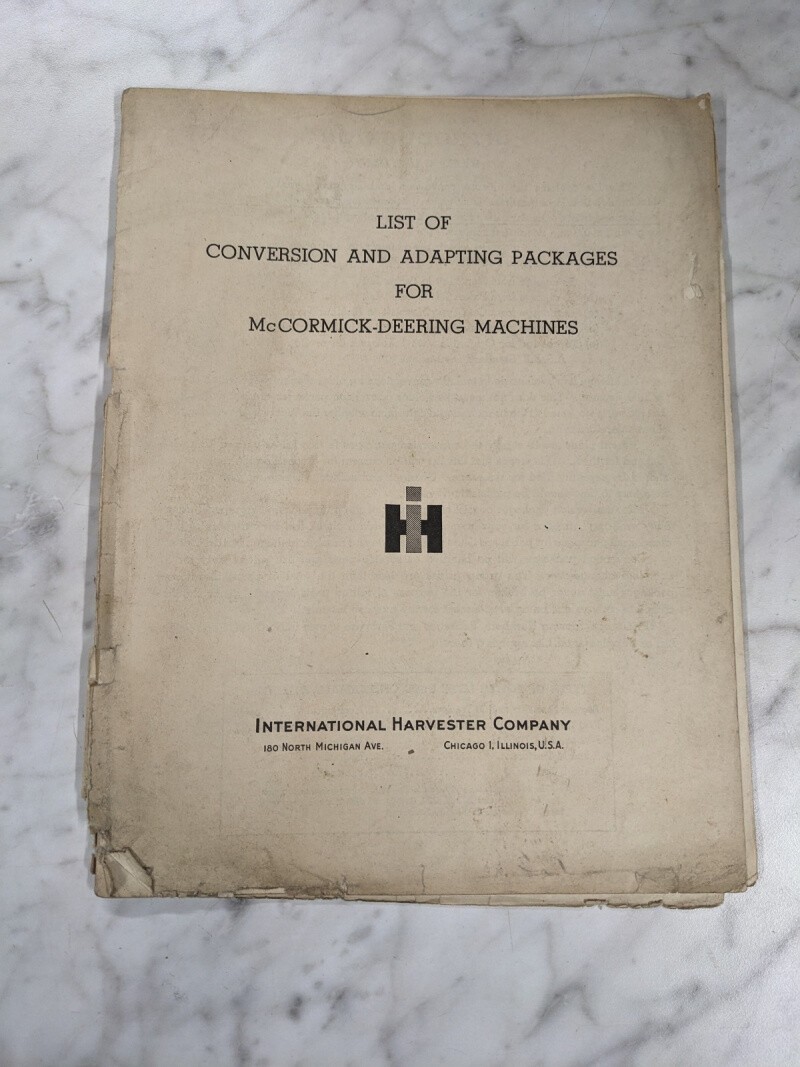 LIST OF
CONVERSION AND ADAPTING PACKAGES
FOR
McCORMICK-DEERING MACHINES
IH
INTERNATIONAL HARVESTER COMPANY
180 NORTH MICHIGAN AVE. CHICAGO 1, ILLINOIS, U.S.A.